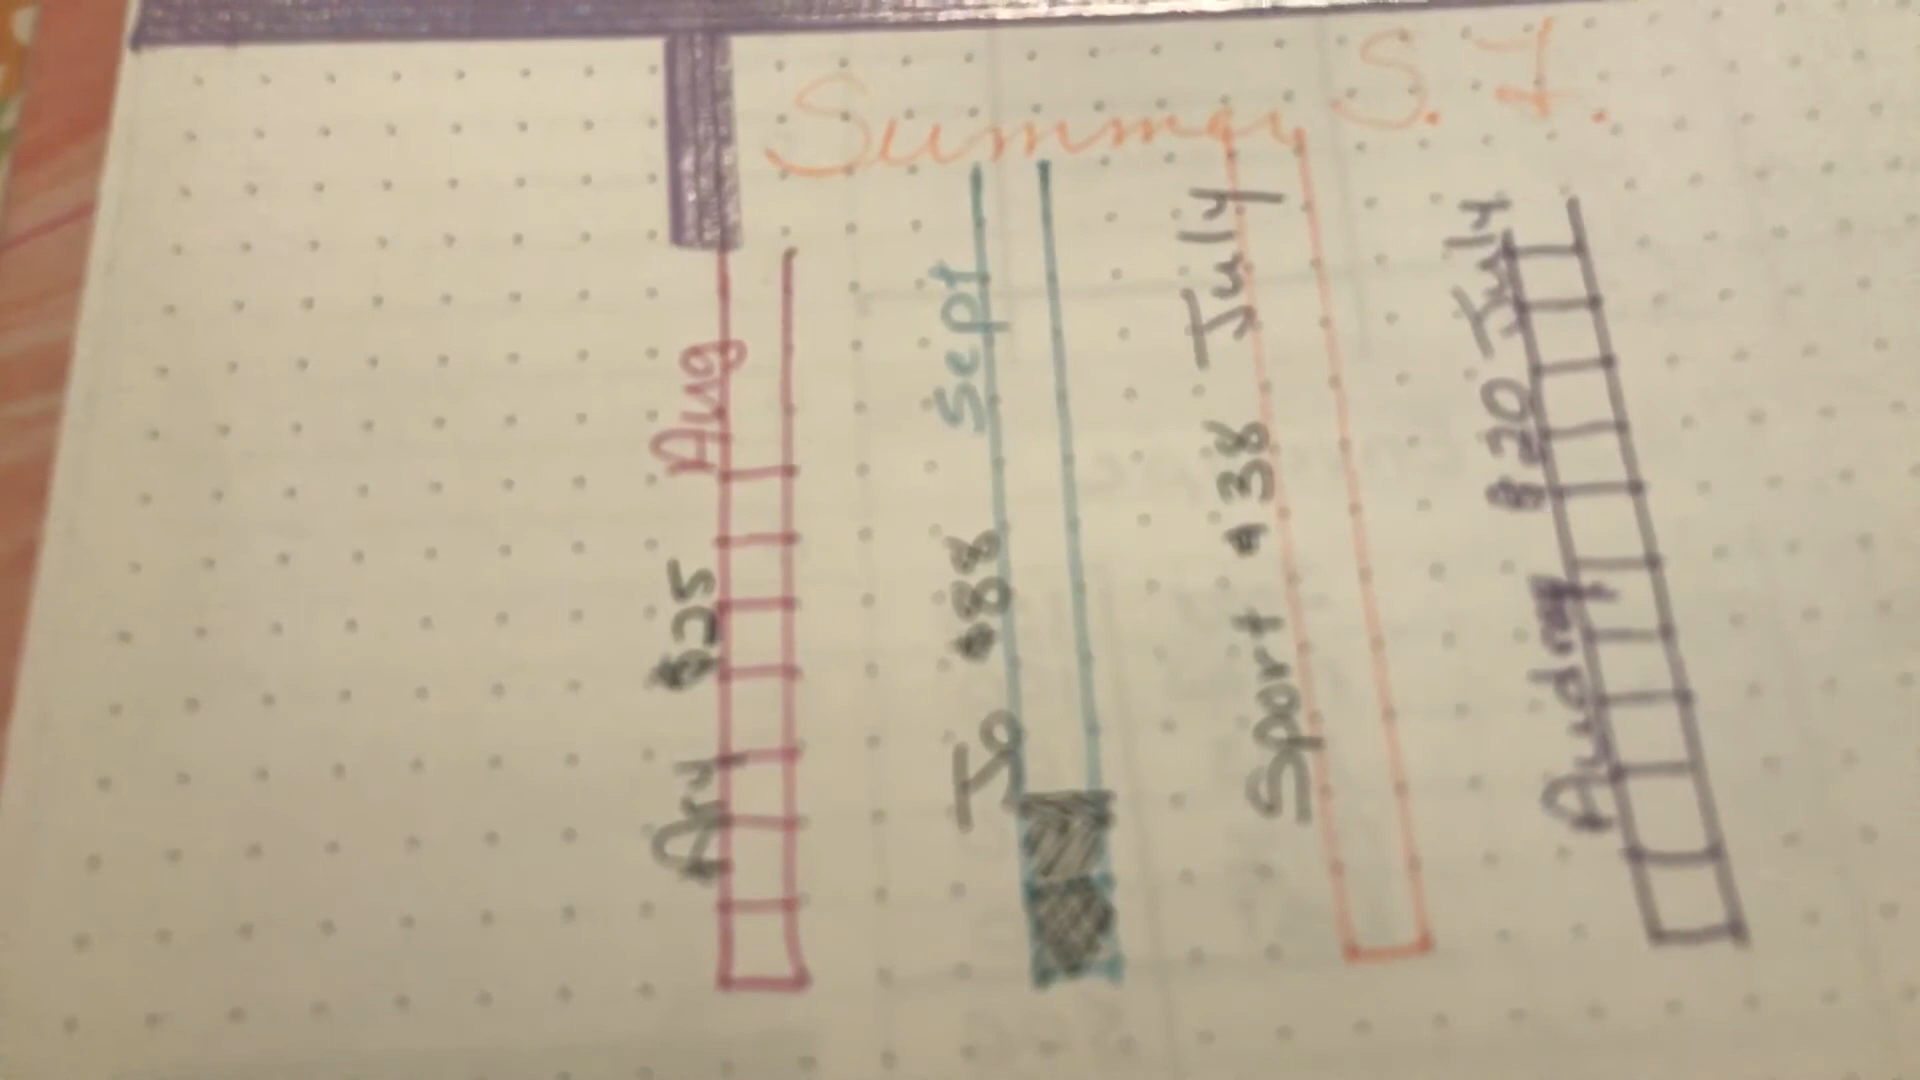 Summer S.F.
Ary $25 Aug
Jo $88 Sept
Sport $38 July
Audrey $20 July